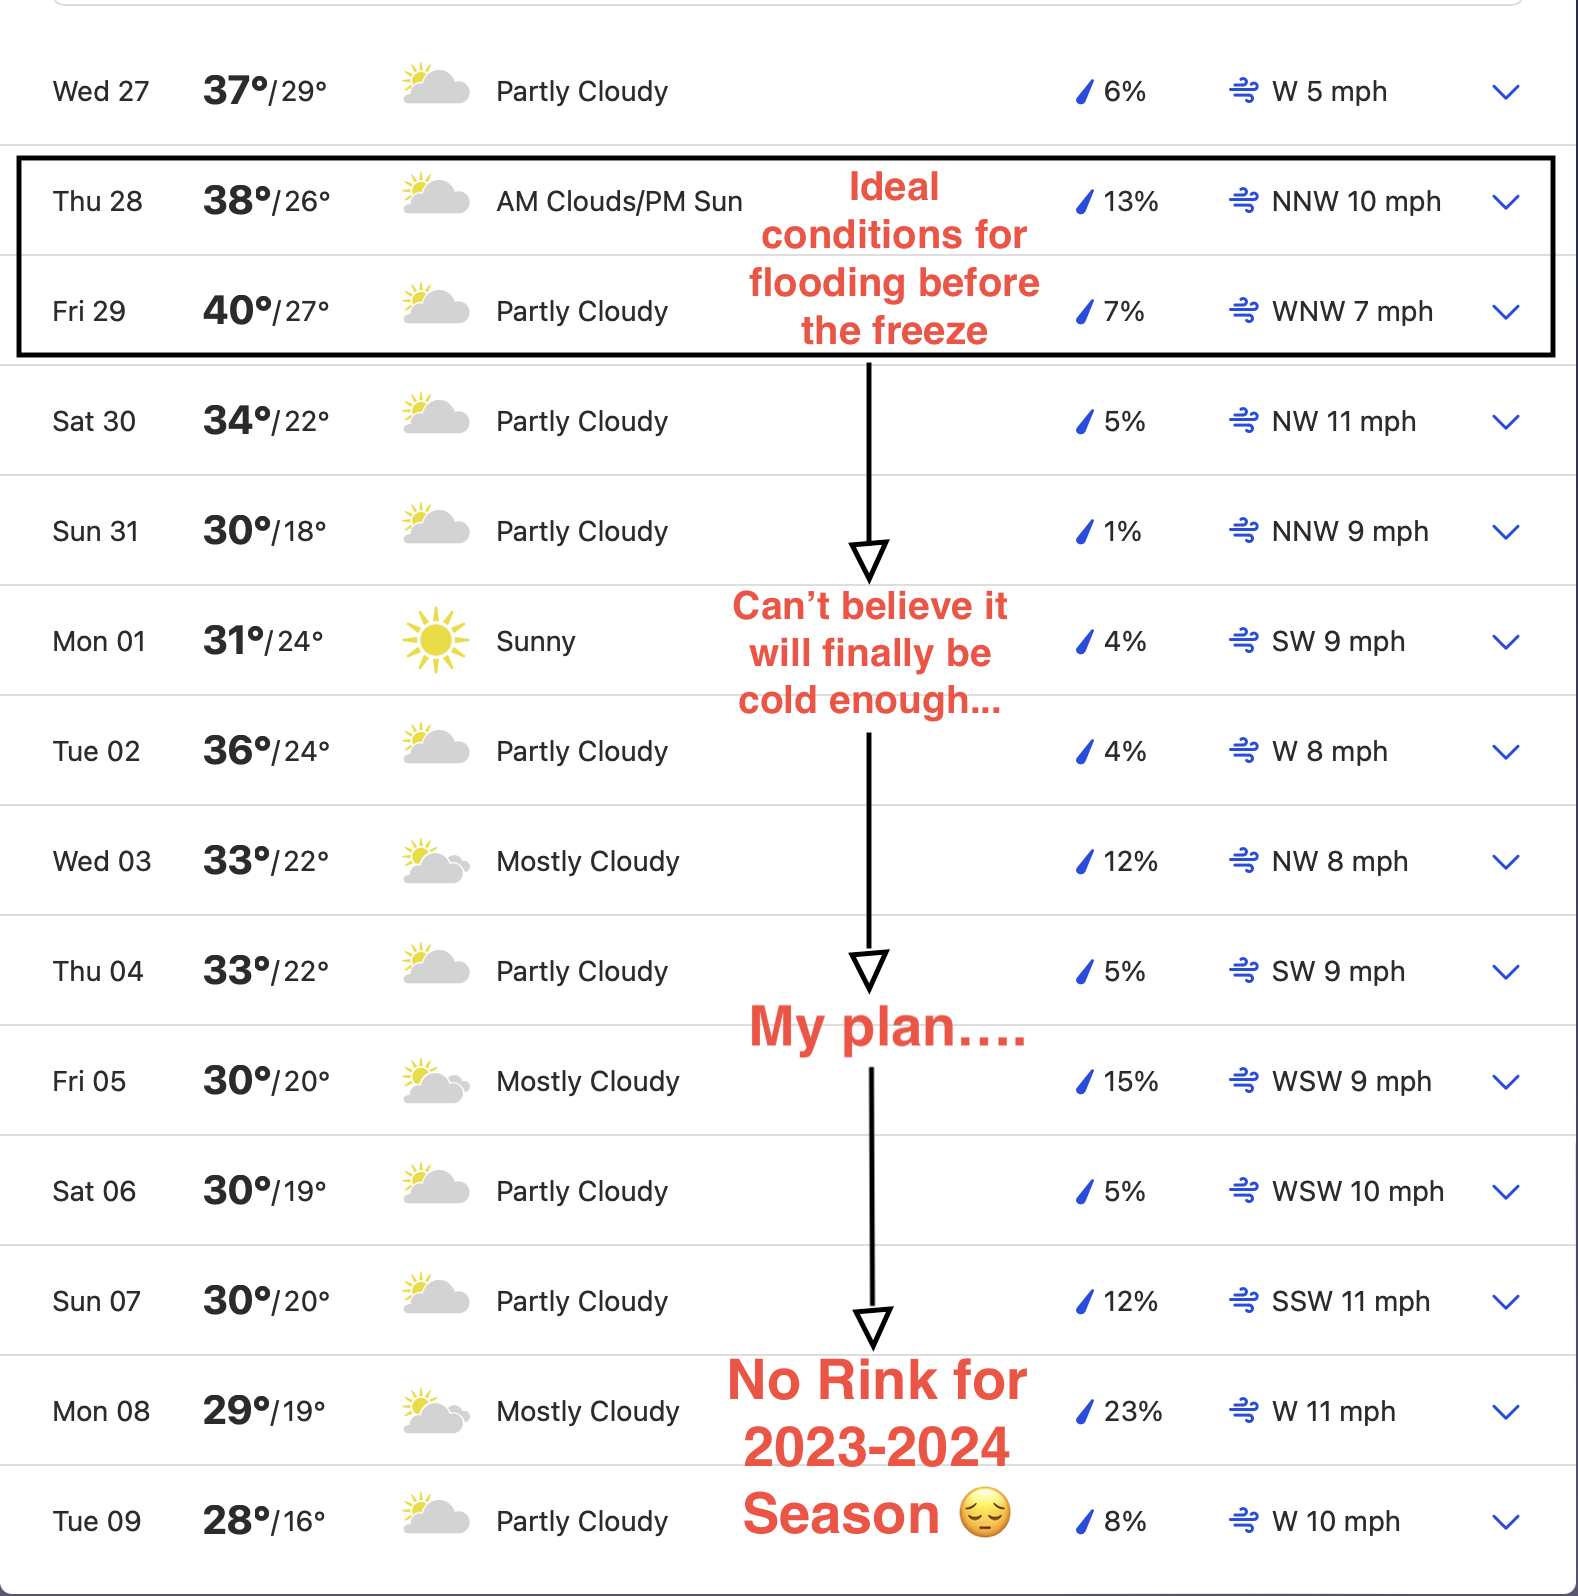 Wed 27 37°/29° Partly Cloudy 6% W 5 mph
Thu 28 38°/26° AM Clouds/PM Sun 13% NNW 10 mph
Ideal
conditions for
flooding before
the freeze
Fri 29 40°/27° Partly Cloudy 7% WNW 7 mph
Sat 30 34°/22° Partly Cloudy 5% NW 11 mph
Sun 31 30°/18° Partly Cloudy 1% NNW 9 mph
Can’t believe it
will finally be
cold enough...
Mon 01 31°/24° Sunny 4% SW 9 mph
Tue 02 36°/24° Partly Cloudy 4% W 8 mph
Wed 03 33°/22° Mostly Cloudy 12% NW 8 mph
Thu 04 33°/22° Partly Cloudy 5% SW 9 mph
My plan....
Fri 05 30°/20° Mostly Cloudy 15% WSW 9 mph
Sat 06 30°/19° Partly Cloudy 5% WSW 10 mph
Sun 07 30°/20° Partly Cloudy 12% SSW 11 mph
No Rink for
2023-2024
Season 😔
Mon 08 29°/19° Mostly Cloudy 23% W 11 mph
Tue 09 28°/16° Partly Cloudy 8% W 10 mph